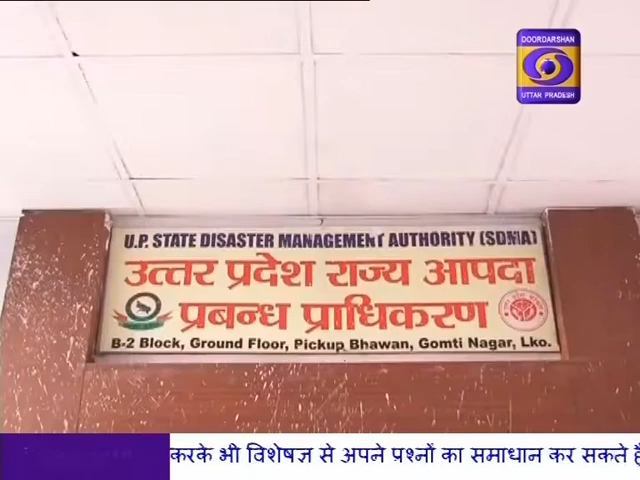 DOORDARSHAN
UTTAR PRADESH
U.P. STATE DISASTER MANAGEMENT AUTHORITY (SDMA)
उत्तर प्रदेश राज्य आपदा
प्रबन्ध प्राधिकरण
B-2 Block, Ground Floor, Pickup Bhawan, Gomti Nagar, Lko.
करके भी विशेषज्ञ से अपने प्रश्नों का समाधान कर सकते हैं